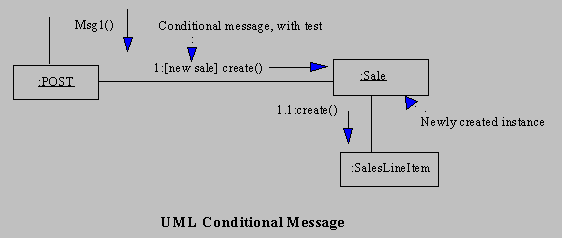 Msg1()
Conditional message, with test
1:[new sale] create()
:POST
:Sale
1.1:create()
Newly created instance
:SalesLineItem
UML Conditional Message